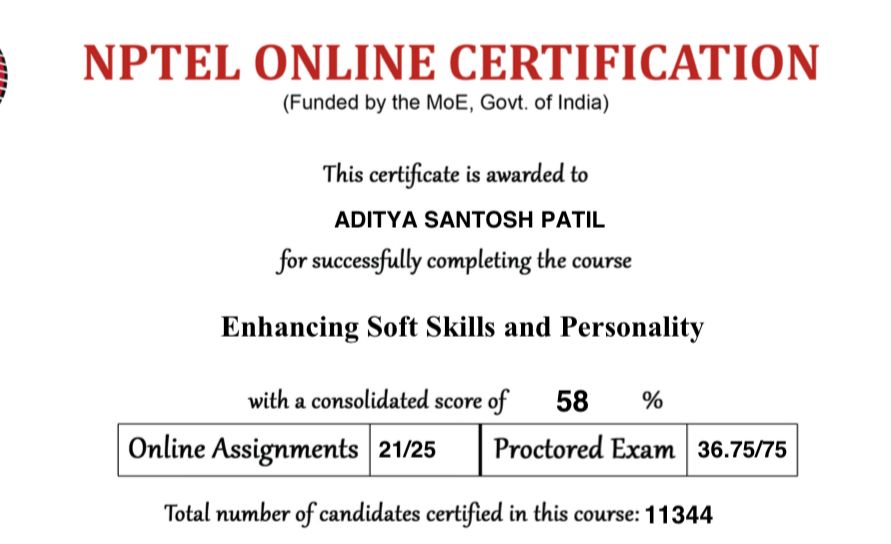 NPTEL ONLINE CERTIFICATION
(Funded by the MoE, Govt. of India)
This certificate is awarded to
ADITYA SANTOSH PATIL
for successfully completing the course
Enhancing Soft Skills and Personality
with a consolidated score of 58 %
Online Assignments 21/25 Proctored Exam 36.75/75
Total number of candidates certified in this course: 11344